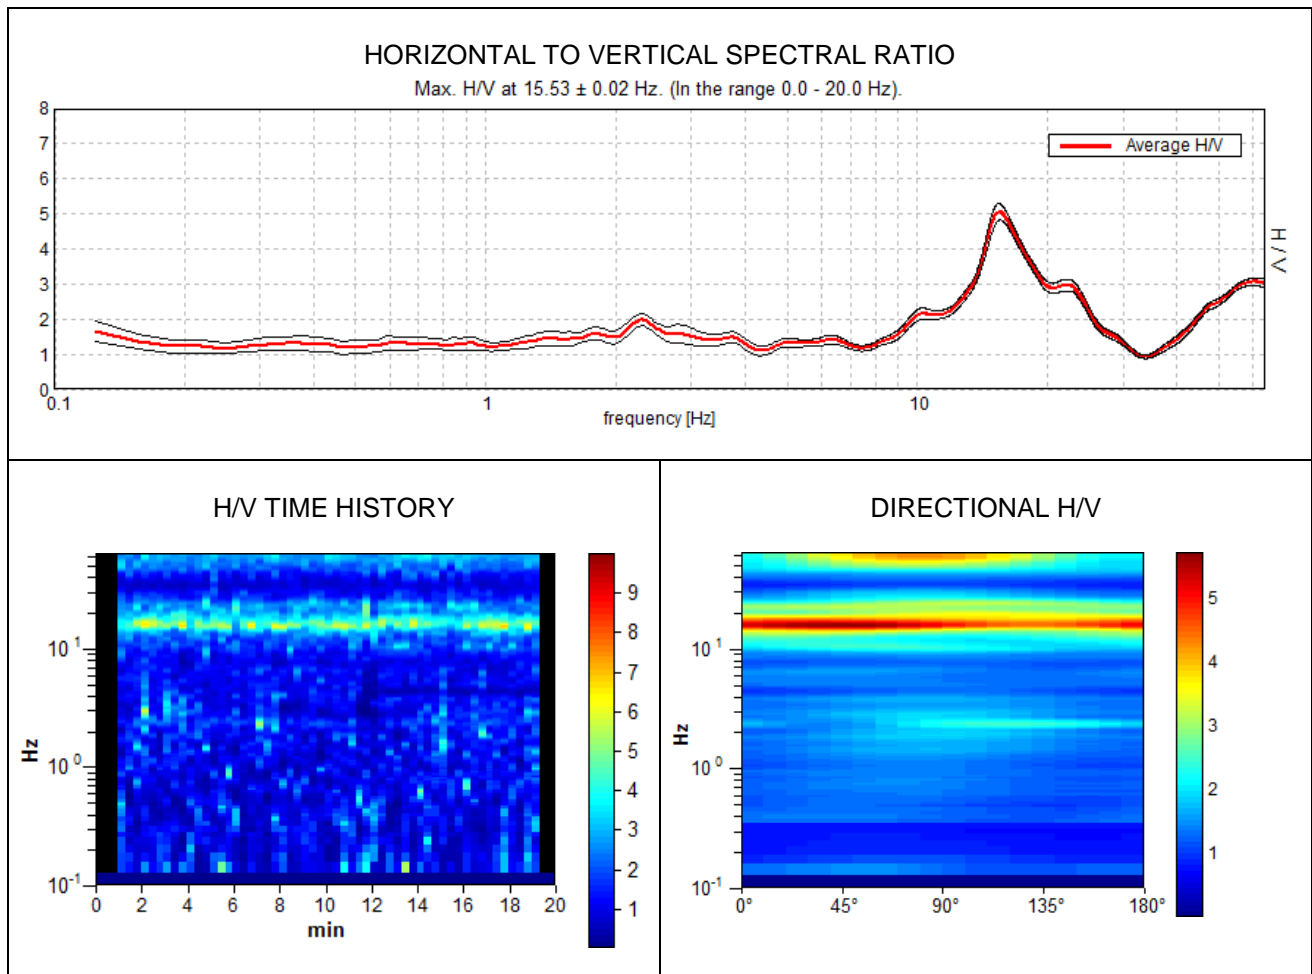 HORIZONTAL TO VERTICAL SPECTRAL RATIO
Max. H/V at 15.53 ± 0.02 Hz. (In the range 0.0 - 20.0 Hz).
8
7
6
5
4
3
2
1
0
Average H/V
H / V
0.1
1
10
frequency [Hz]
H/V TIME HISTORY
Hz
10¹
10⁰
10⁻¹
0 2 4 6 8 10 12 14 16 18 20
min
9
8
7
6
5
4
3
2
1
DIRECTIONAL H/V
Hz
10¹
10⁰
10⁻¹
0° 45° 90° 135° 180°
5
4
3
2
1